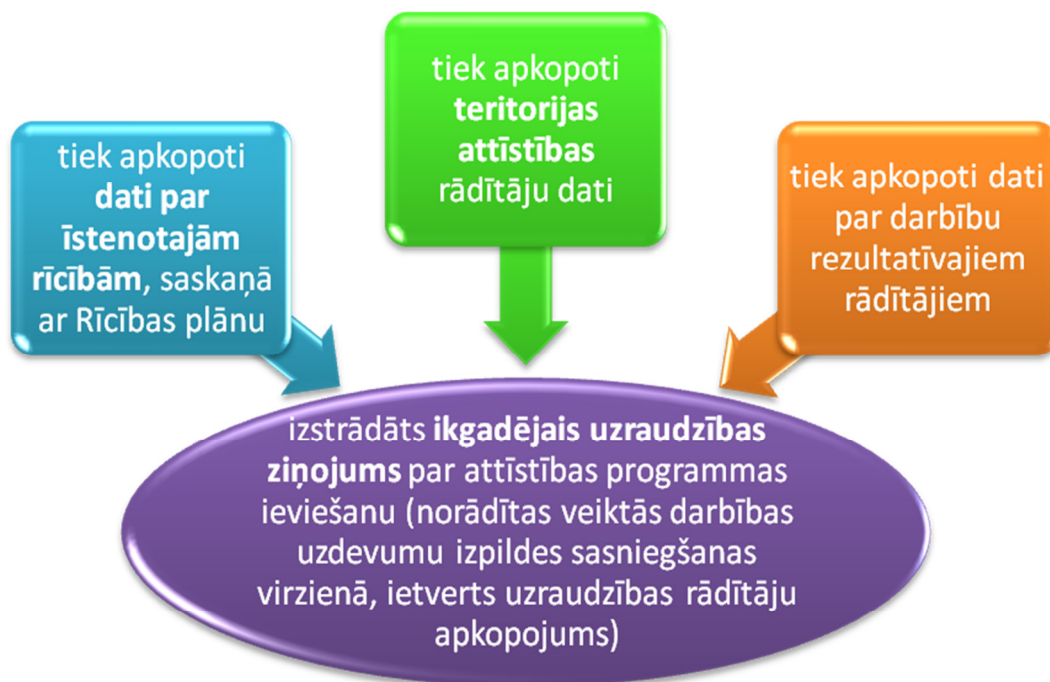 tiek apkopoti
dati par
īstenotajām
rīcībām, saskaņā
ar Rīcības plānu
tiek apkopoti
teritorijas
attīstības
rādītāju dati
tiek apkopoti dati
par darbību
rezultatīvajiem
rādītājiem
izstrādāts ikgadējais uzraudzības
ziņojums par attīstības programmas
ieviešanu (norādītas veiktās darbības
uzdevumu izpildes sasniegšanas
virzienā, ietverts uzraudzības rādītāju
apkopojums)